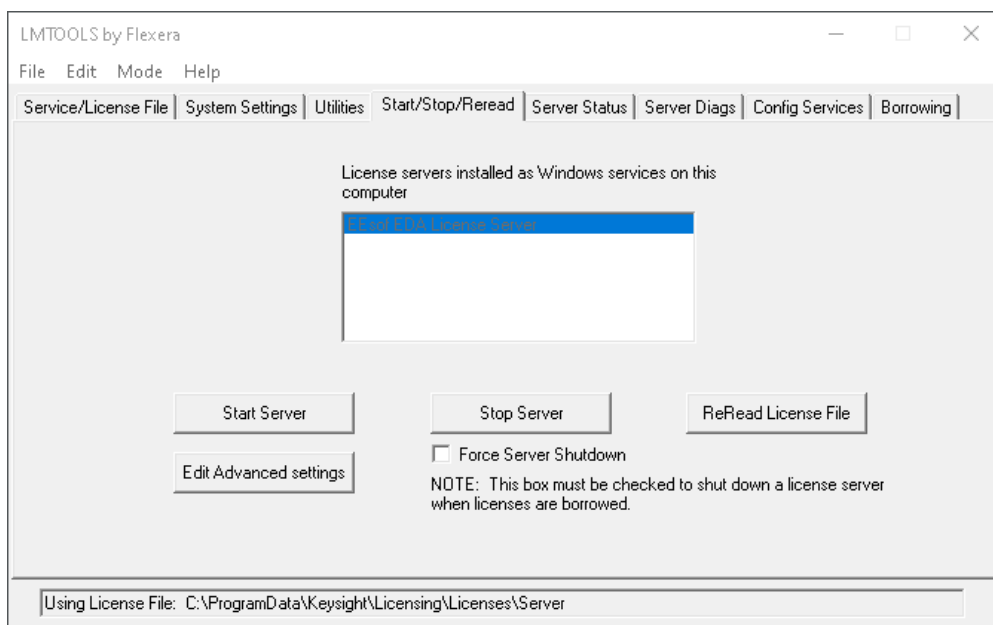 LMTOOLS by Flexera
File Edit Mode Help
Service/License File System Settings Utilities Start/Stop/Reread Server Status Server Diags Config Services Borrowing
License servers installed as Windows services on this
computer
EEsof EDA License Server
Start Server Stop Server ReRead License File
Edit Advanced settings
Force Server Shutdown
NOTE: This box must be checked to shut down a license server
when licenses are borrowed.
Using License File: C:\ProgramData\Keysight\Licensing\Licenses\Server